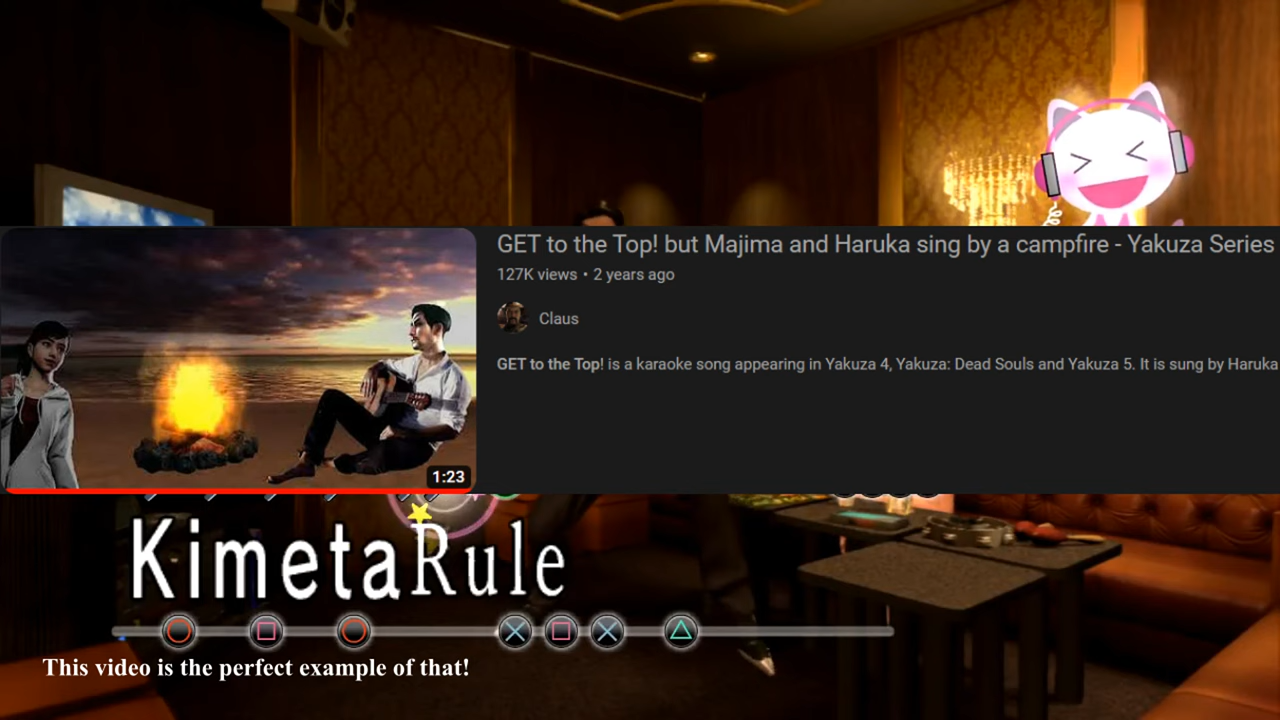 GET to the Top! but Majima and Haruka sing by a campfire - Yakuza Series
127K views • 2 years ago
Claus
GET to the Top! is a karaoke song appearing in Yakuza 4, Yakuza: Dead Souls and Yakuza 5. It is sung by Haruka
1:23
KimetaRule
This video is the perfect example of that!